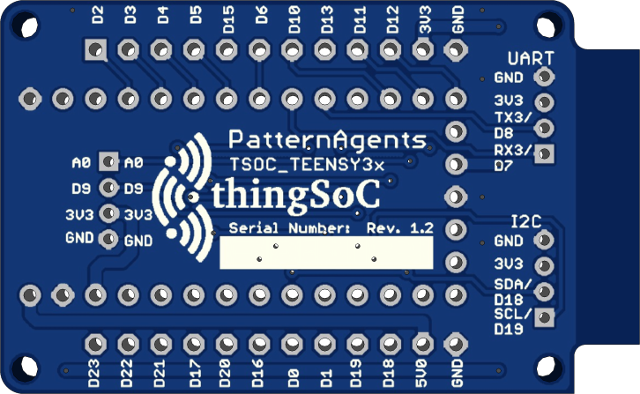 D2 D3 D4 D5 D15 D6 D10 D13 D11 D12 3V3 GND
UART
GND
3V3
TX3/
D8
RX3/
D7
PatternAgents
TSOC_TEENSY3x
thingSoC
Serial Number: Rev. 1.2
A0 A0
D9 D9
3V3 3V3
GND GND
I2C
GND
3V3
SDA/
D18
SCL/
D19
D23 D22 D21 D17 D20 D16 D0 D1 D19 D18 5V0 GND